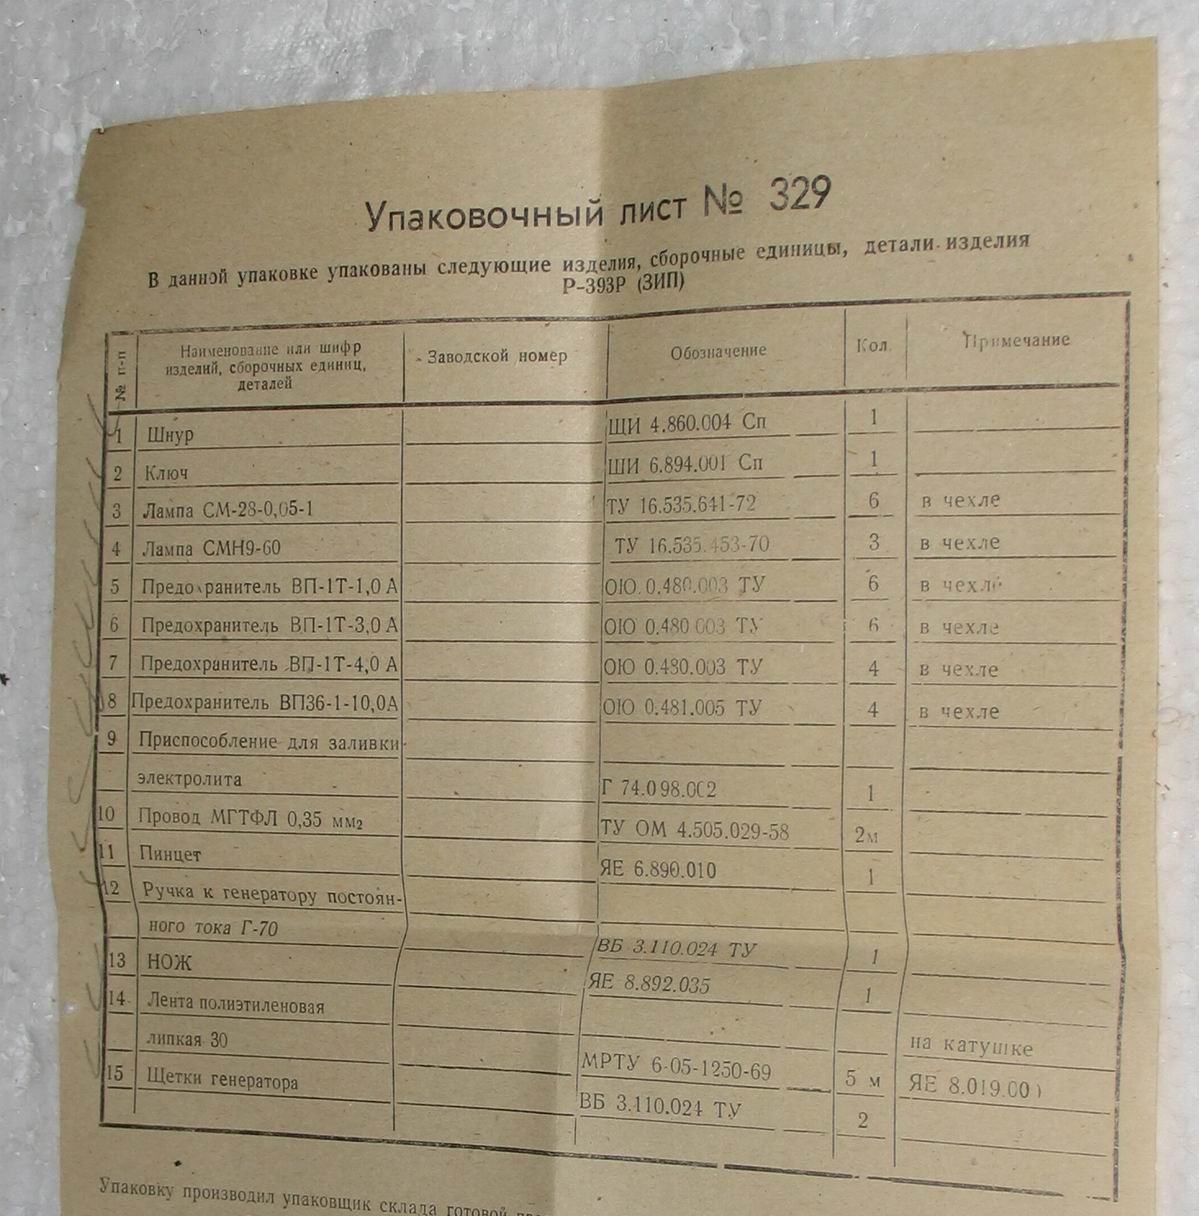 Упаковочный лист № 329
В данной упаковке упакованы следующие изделия, сборочные единицы, детали изделия
Р-393Р (ЗИП)
№ п-п
Наименование или шифр
изделий, сборочных единиц,
деталей
Заводской номер
Обозначение
Кол.
Примечание
1 Шнур ЩИ 4.860.004 Сп 1
2 Ключ ШИ 6.894.001 Сп 1
3 Лампа СМ-28-0,05-1 ТУ 16.535.641-72 6 в чехле
4 Лампа СМН9-60 ТУ 16.535.453-70 3 в чехле
5 Предохранитель ВП-1Т-1,0 А ОЮ.0.480.003 ТУ 6 в чехле
6 Предохранитель ВП-1Т-3,0 А ОЮ 0.480 003 ТУ 6 в чехле
7 Предохранитель ВП-1Т-4,0 А ОЮ 0.480.003 ТУ 4 в чехле
8 Предохранитель ВП36-1-10,0А ОЮ 0.481.005 ТУ 4 в чехле
9 Приспособление для заливки
электролита Г 74.098.002 1
10 Провод МГТФЛ 0,35 мм2 ТУ ОМ 4.505.029-58 2м
11 Пинцет ЯЕ 6.890.010 1
12 Ручка к генератору постоян-
ного тока Г-70 ВБ 3.110.024 ТУ 1
13 НОЖ ЯЕ 8.892.035 1
14. Лента полиэтиленовая
липкая 30 МРТУ 6-05-1250-69 5 м на катушке
ЯЕ 8.019.001
15 Щетки генератора ВБ 3.110.024 ТУ 2
Упаковку производил упаковщик склада готовой